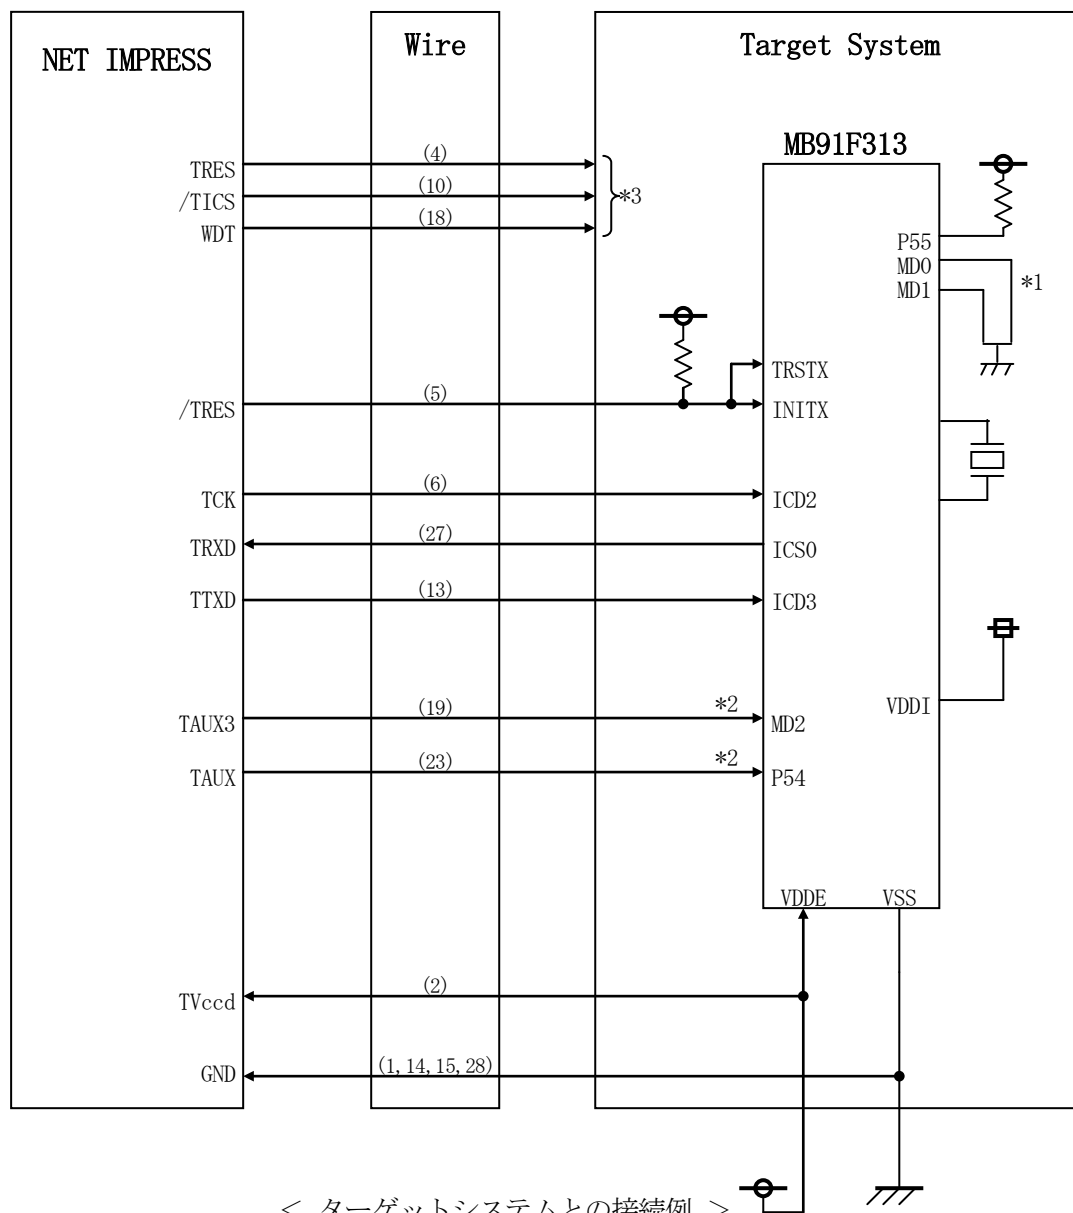 NET IMPRESS
Wire
Target System
MB91F313
TRES
(4)
/TICS
(10)
*3
WDT
(18)
P55
MD0
MD1
*1
TRSTX
/TRES
(5)
INITX
TCK
(6)
ICD2
TRXD
(27)
ICS0
TTXD
(13)
ICD3
VDDI
TAUX3
(19)
*2
MD2
TAUX
(23)
*2
P54
VDDE
VSS
TVccd
(2)
GND
(1,14,15,28)
< ターゲットシステムとの接続例 >